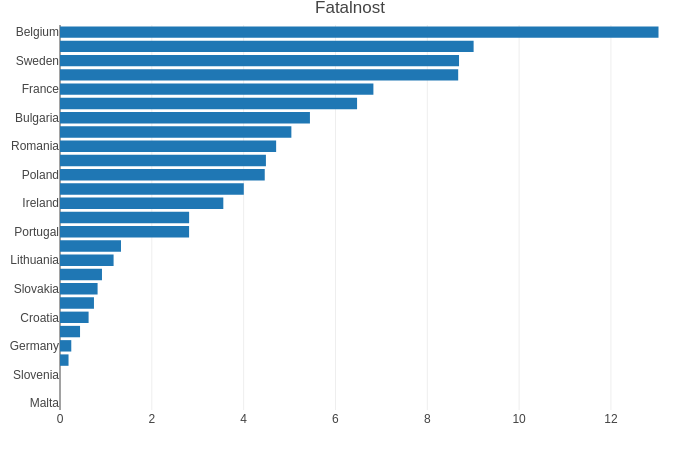 Fatalnost
Belgium
Sweden
France
Bulgaria
Romania
Poland
Ireland
Portugal
Lithuania
Slovakia
Croatia
Germany
Slovenia
Malta
0 2 4 6 8 10 12